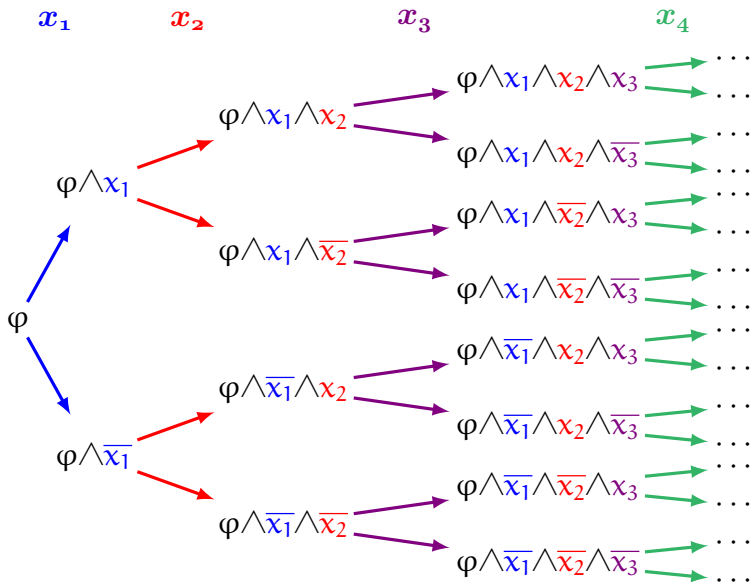 x₁ x₂ x₃ x₄
φ∧x₁∧x₂∧x₃ ...
...
φ∧x₁∧x₂
φ∧x₁∧x₂∧x̅₃ ...
...
φ∧x₁
φ∧x₁∧x̅₂∧x₃ ...
...
φ∧x₁∧x̅₂
φ∧x₁∧x̅₂∧x̅₃ ...
...
φ
φ∧x̅₁∧x₂∧x₃ ...
...
φ∧x̅₁∧x₂
φ∧x̅₁∧x₂∧x̅₃ ...
...
φ∧x̅₁
φ∧x̅₁∧x̅₂∧x₃ ...
...
φ∧x̅₁∧x̅₂
φ∧x̅₁∧x̅₂∧x̅₃ ...
...